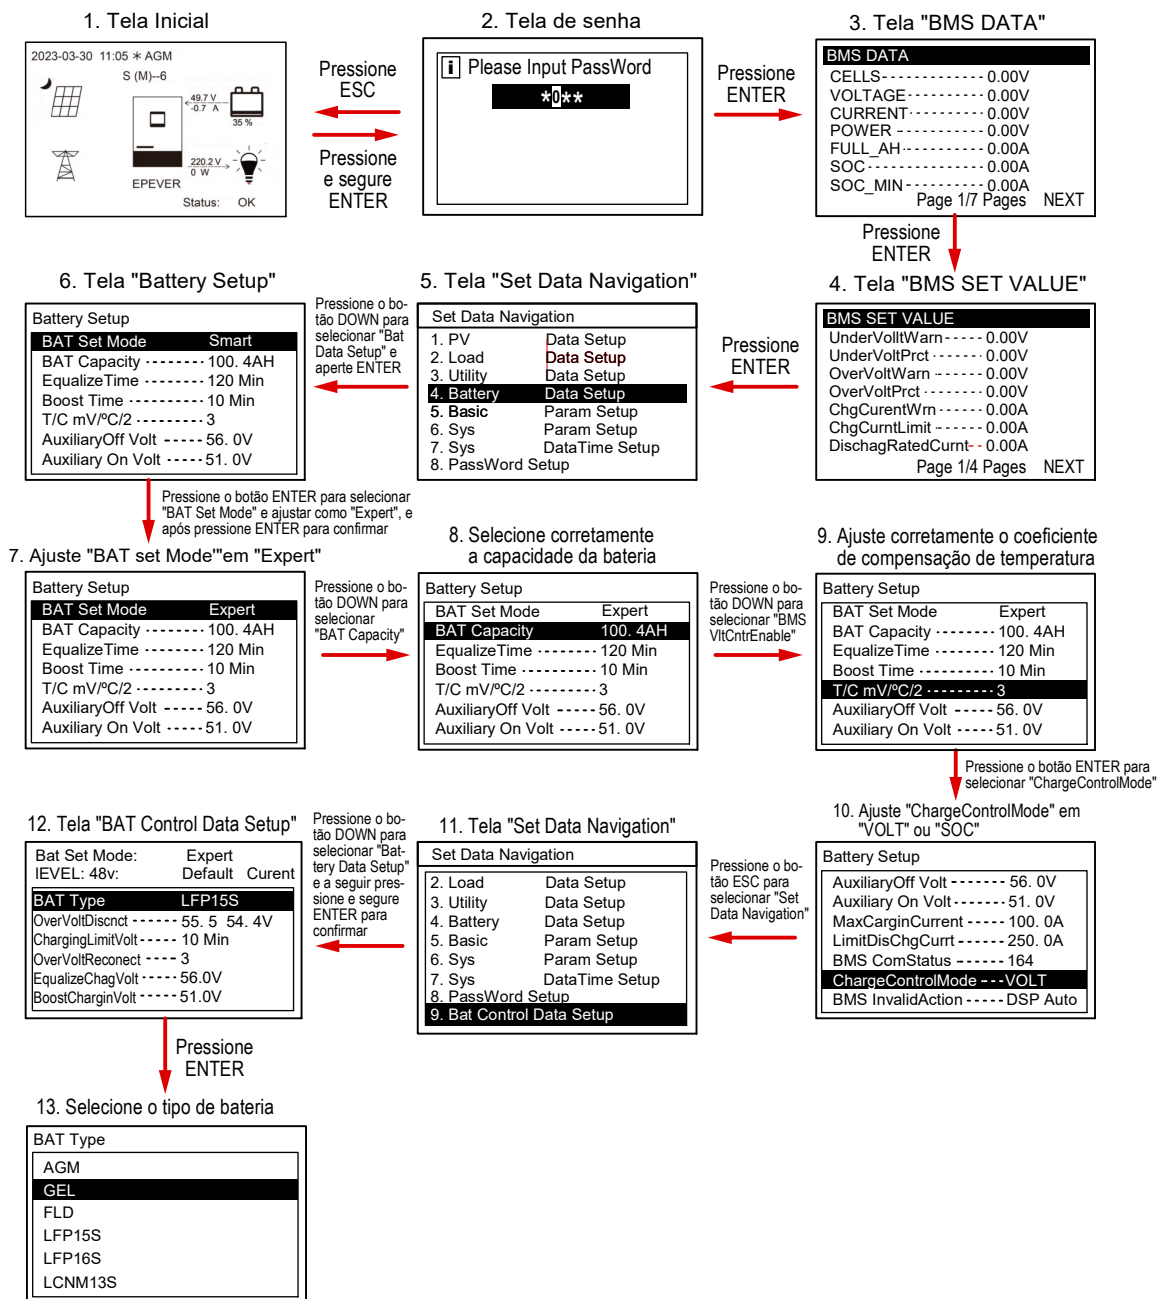 1. Tela Inicial
2023-03-30 11:05 ✳ AGM
S (M)--6
49.7 V
-0.7 A
35 %
220.2 V
0 W
EPEVER
Status: OK
Pressione
ESC
Pressione
e segure
ENTER
2. Tela de senha
i Please Input PassWord
*0**
Pressione
ENTER
3. Tela "BMS DATA"
BMS DATA
CELLS------------0.00V
VOLTAGE---------0.00V
CURRENT---------0.00V
POWER ----------0.00V
FULL_AH---------0.00A
SOC--------------0.00A
SOC_MIN---------0.00A
Page 1/7 Pages NEXT
Pressione
ENTER
4. Tela "BMS SET VALUE"
BMS SET VALUE
UnderVolltWarn----- 0.00V
UnderVoltPrct ------ 0.00V
OverVoltWarn ------ 0.00V
OverVoltPrct ------- 0.00V
ChgCurentWrn------ 0.00A
ChgCurntLimit ------ 0.00A
DischagRatedCurnt-- 0.00A
Page 1/4 Pages NEXT
Pressione
ENTER
5. Tela "Set Data Navigation"
Set Data Navigation
1. PV Data Setup
2. Load Data Setup
3. Utility Data Setup
4. Battery Data Setup
5. Basic Param Setup
6. Sys Param Setup
7. Sys DataTime Setup
8. PassWord Setup
Pressione o bo-
tão DOWN para
selecionar "Bat
Data Setup" e
aperte ENTER
6. Tela "Battery Setup"
Battery Setup
BAT Set Mode Smart
BAT Capacity -------- 100. 4AH
EqualizeTime -------- 120 Min
Boost Time --------- 10 Min
T/C mV/ºC/2 --------- 3
AuxiliaryOff Volt ----- 56. 0V
Auxiliary On Volt ----- 51. 0V
Pressione o botão ENTER para selecionar
"BAT Set Mode" e ajustar como "Expert", e
após pressione ENTER para confirmar
7. Ajuste "BAT set Mode'"em "Expert"
Battery Setup
BAT Set Mode Expert
BAT Capacity -------- 100. 4AH
EqualizeTime -------- 120 Min
Boost Time --------- 10 Min
T/C mV/ºC/2 --------- 3
AuxiliaryOff Volt ----- 56. 0V
Auxiliary On Volt ----- 51. 0V
Pressione o bo-
tão DOWN para
selecionar
"BAT Capacity"
8. Selecione corretamente
a capacidade da bateria
Battery Setup
BAT Set Mode Expert
BAT Capacity 100. 4AH
EqualizeTime -------- 120 Min
Boost Time --------- 10 Min
T/C mV/ºC/2 --------- 3
AuxiliaryOff Volt ----- 56. 0V
Auxiliary On Volt ----- 51. 0V
Pressione o bo-
tão DOWN para
selecionar "BMS
VltCntrEnable"
9. Ajuste corretamente o coeficiente
de compensação de temperatura
Battery Setup
BAT Set Mode Expert
BAT Capacity -------- 100. 4AH
EqualizeTime -------- 120 Min
Boost Time --------- 10 Min
T/C mV/ºC/2 --------- 3
AuxiliaryOff Volt ----- 56. 0V
Auxiliary On Volt ----- 51. 0V
Pressione o botão ENTER para
selecionar "ChargeControlMode"
10. Ajuste "ChargeControlMode" em
"VOLT" ou "SOC"
Battery Setup
AuxiliaryOff Volt ------- 56. 0V
Auxiliary On Volt ------ 51. 0V
MaxCarginCurrent ----- 100. 0A
LimitDisChgCurrt ------ 250. 0A
BMS ComStatus ------ 164
ChargeControlMode ---VOLT
BMS InvalidAction -----DSP Auto
Pressione o bo-
tão ESC para
selecionar "Set
Data Navigation"
11. Tela "Set Data Navigation"
Set Data Navigation
2. Load Data Setup
3. Utility Data Setup
4. Battery Data Setup
5. Basic Param Setup
6. Sys Param Setup
7. Sys DataTime Setup
8. PassWord Setup
9. Bat Control Data Setup
Pressione o bo-
tão DOWN para
selecionar "Bat-
tery Data Setup"
e a seguir pres-
sione e segure
ENTER para
confirmar
12. Tela "BAT Control Data Setup"
Bat Set Mode: Expert
lEVEL: 48v: Default Curent
BAT Type LFP15S
OverVoltDiscnct ------ 55. 5 54. 4V
ChargingLimitVolt----- 10 Min
OverVoltReconect ---- 3
EqualizeChagVolt -----56.0V
BoostCharginVolt -----51.0V
Pressione
ENTER
13. Selecione o tipo de bateria
BAT Type
AGM
GEL
FLD
LFP15S
LFP16S
LCNM13S